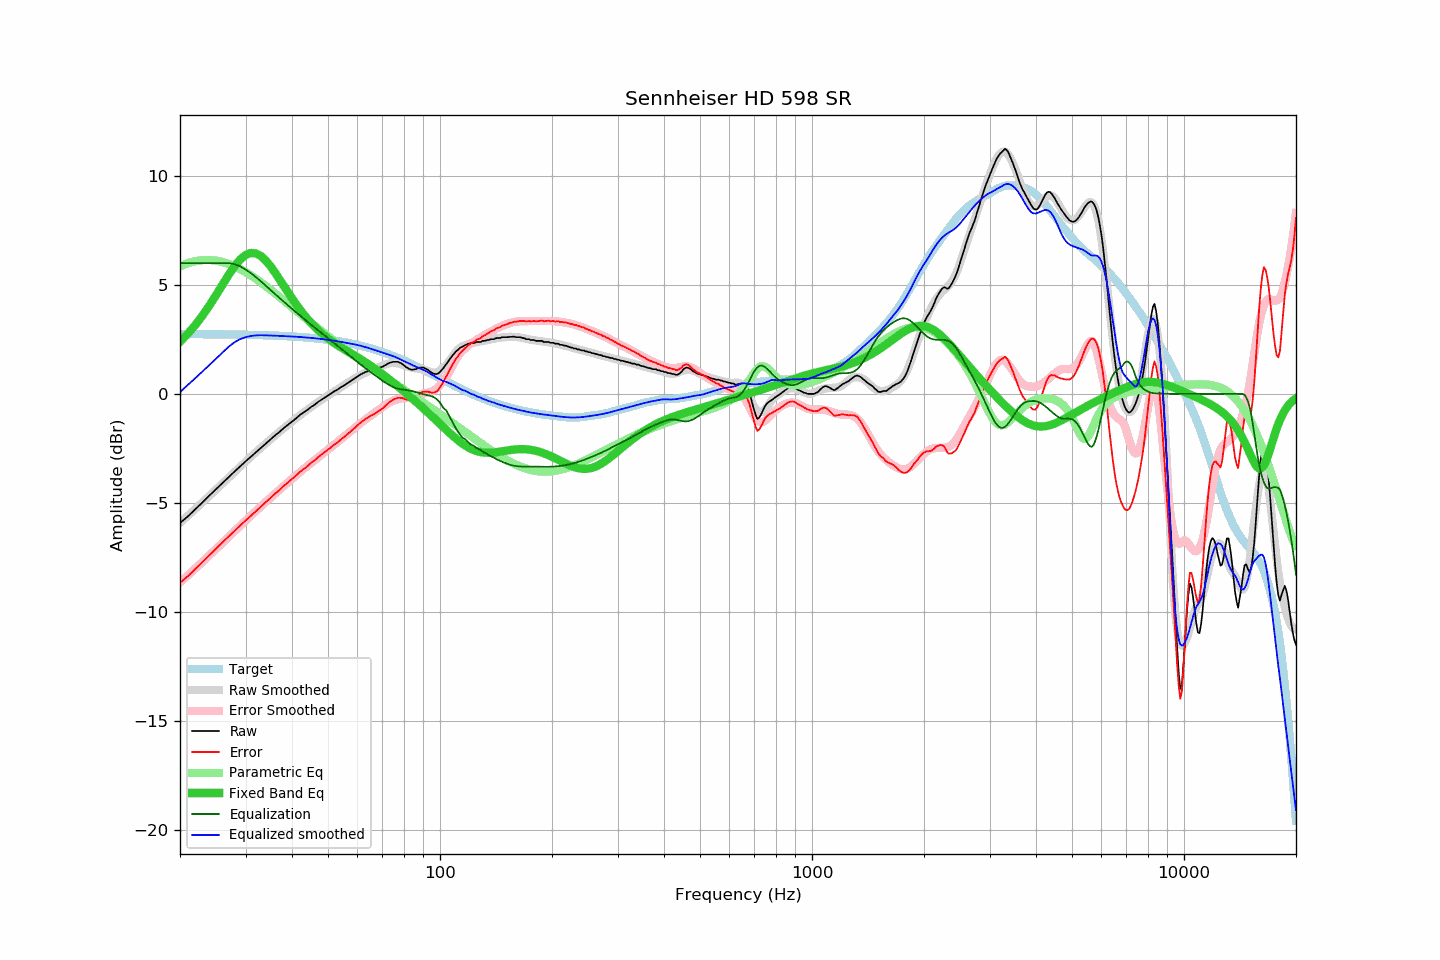 Sennheiser HD 598 SR
10
5
0
−5
−10
−15
−20
Amplitude (dBr)
Target
Raw Smoothed
Error Smoothed
Raw
Error
Parametric Eq
Fixed Band Eq
Equalization
Equalized smoothed
100
1000
10000
Frequency (Hz)